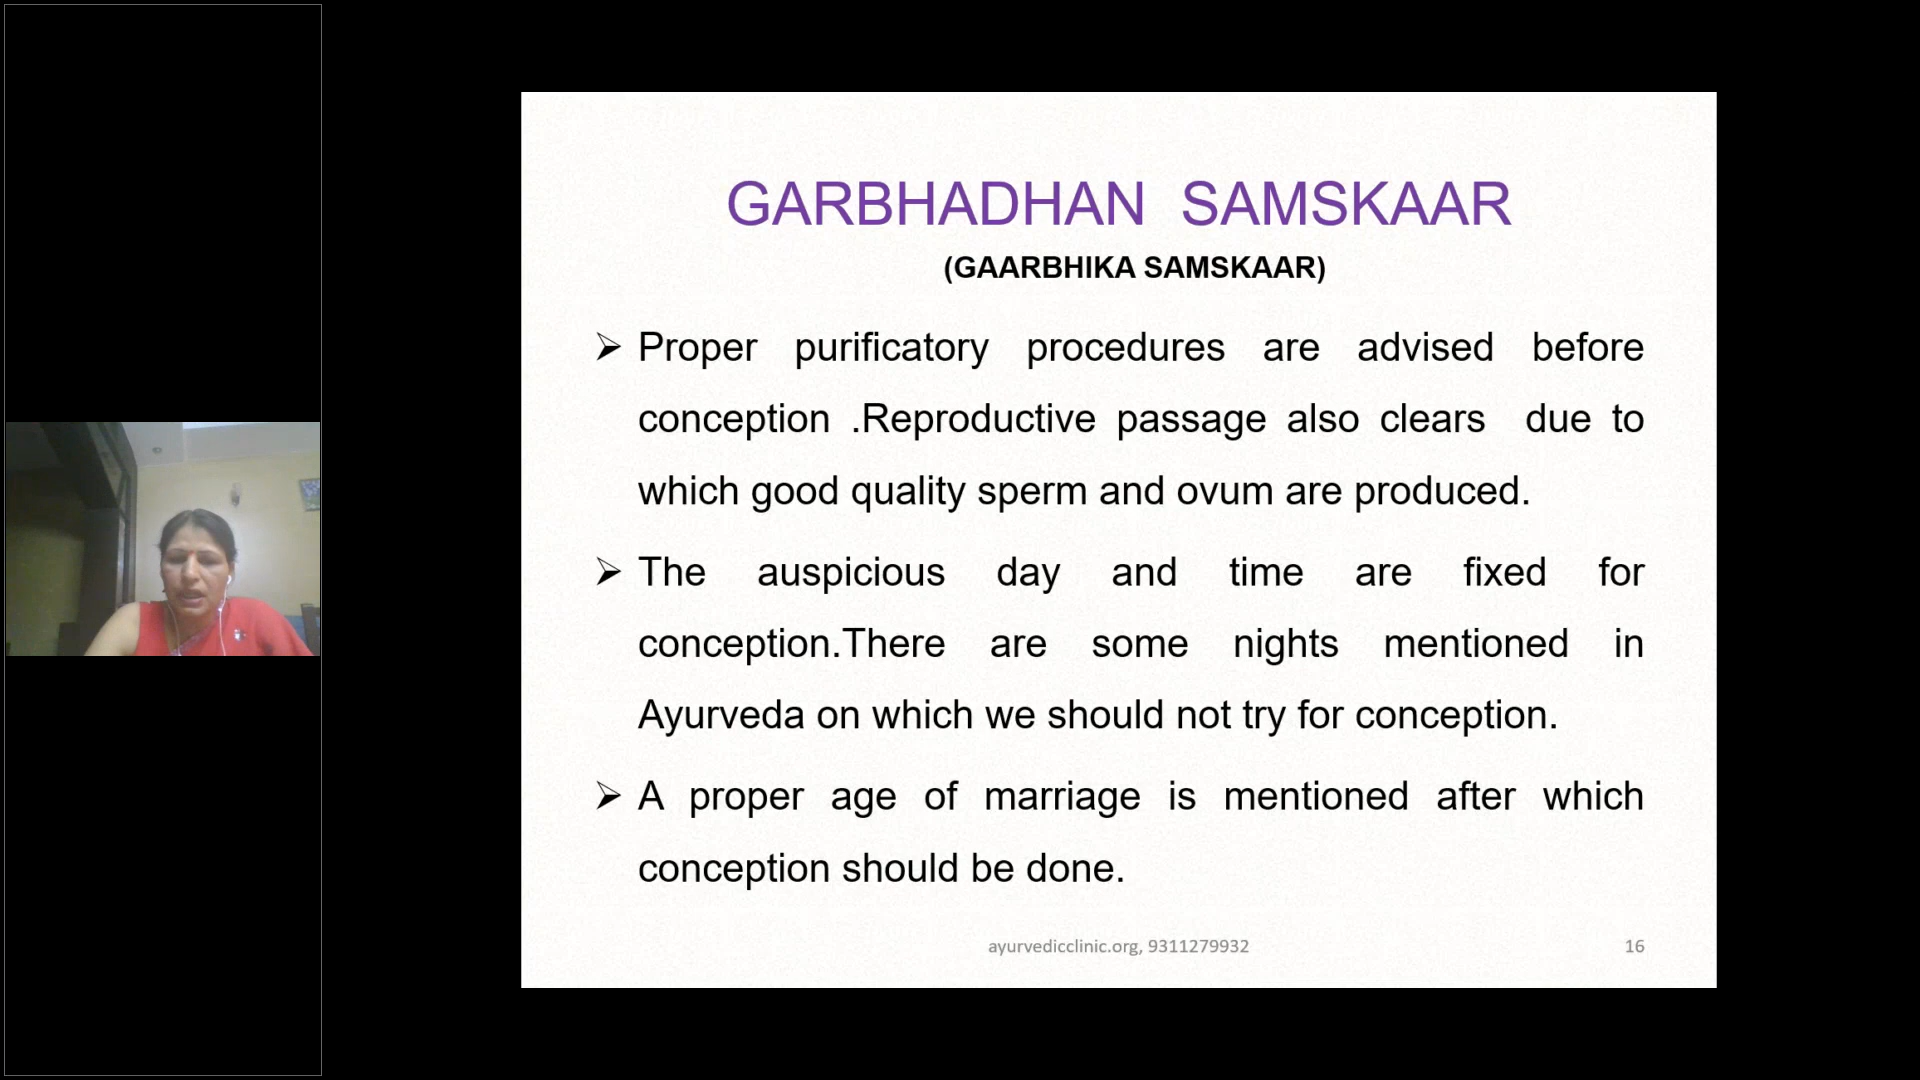 GARBHADHAN SAMSKAAR
(GAARBHIKA SAMSKAAR)
➢ Proper purificatory procedures are advised before
conception .Reproductive passage also clears due to
which good quality sperm and ovum are produced.
➢ The auspicious day and time are fixed for
conception.There are some nights mentioned in
Ayurveda on which we should not try for conception.
➢ A proper age of marriage is mentioned after which
conception should be done.
ayurvedicclinic.org, 9311279932
16